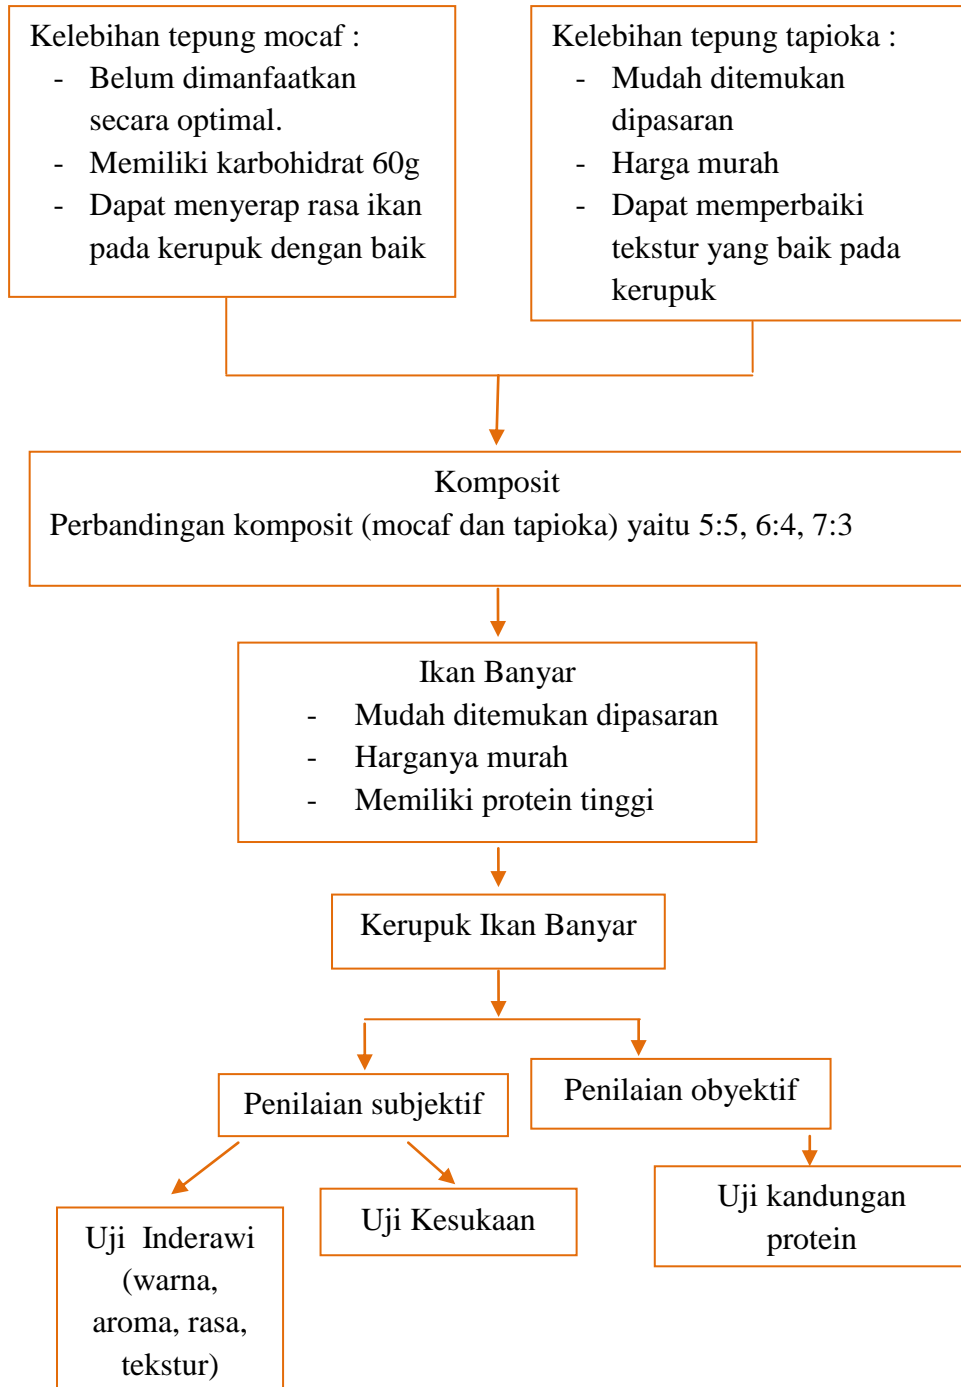 Kelebihan tepung mocaf :
- Belum dimanfaatkan
secara optimal.
- Memiliki karbohidrat 60g
- Dapat menyerap rasa ikan
pada kerupuk dengan baik
Kelebihan tepung tapioka :
- Mudah ditemukan
dipasaran
- Harga murah
- Dapat memperbaiki
tekstur yang baik pada
kerupuk
Komposit
Perbandingan komposit (mocaf dan tapioka) yaitu 5:5, 6:4, 7:3
Ikan Banyar
- Mudah ditemukan dipasaran
- Harganya murah
- Memiliki protein tinggi
Kerupuk Ikan Banyar
Penilaian subjektif
Penilaian obyektif
Uji Inderawi
(warna,
aroma, rasa,
tekstur)
Uji Kesukaan
Uji kandungan
protein